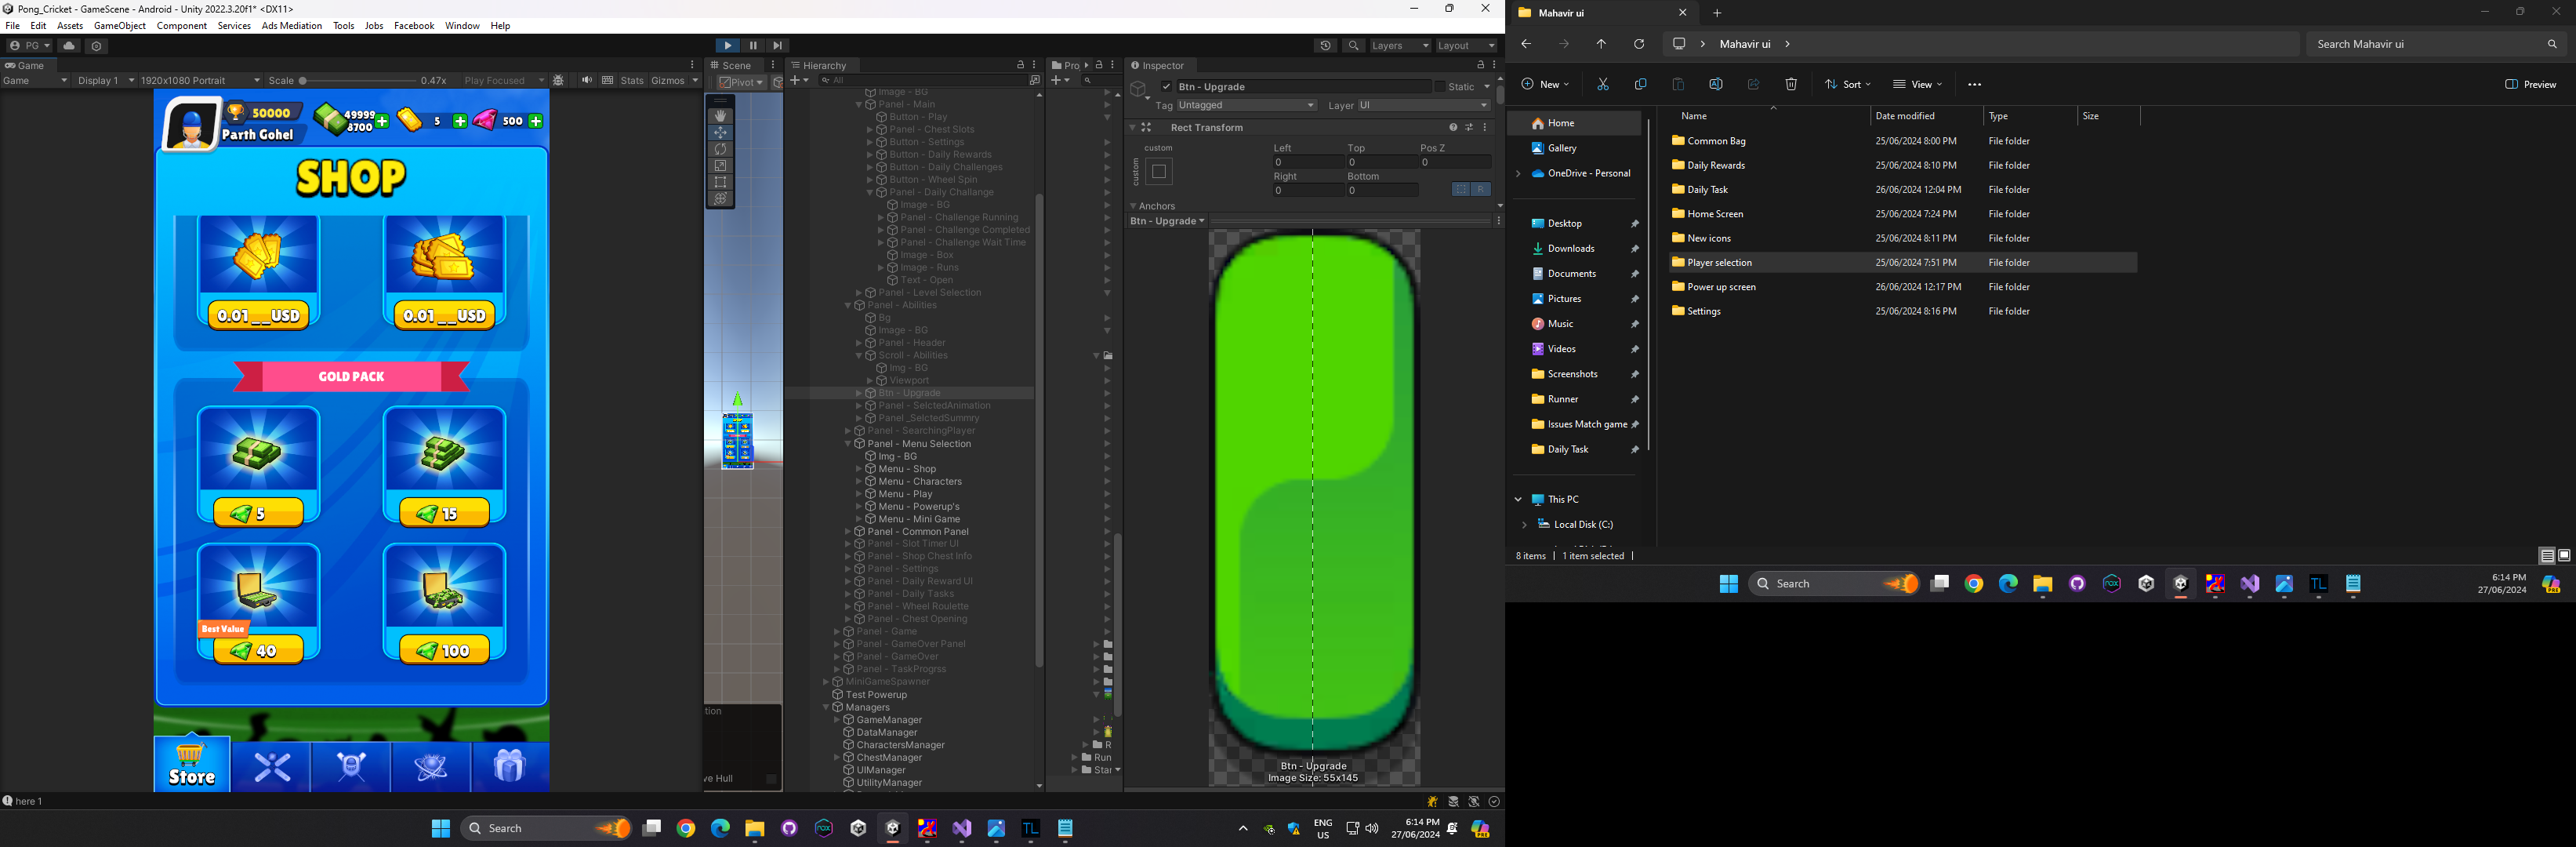 Pong_Cricket - GameScene - Android - Unity 2022.3.20f1* <DX11>
File Edit Assets GameObject Component Services Ads Mediation Tools Jobs Facebook Window Help
PG
Layers
Layout
Game
Game
Display 1
1920x1080 Portrait
Scale
0.47x
Play Focused
Stats
Gizmos
50000
Parth Gohel
49999
8700
5
500
SHOP
0.01__USD
0.01__USD
GOLD PACK
5
15
Best Value
40
100
Store
here 1
Scene
Pivot
tion
ve Hull
Hierarchy
All
Image - BG
Panel - Main
Button - Play
Panel - Chest Slots
Button - Settings
Button - Daily Rewards
Button - Daily Challenges
Button - Wheel Spin
Panel - Daily Challange
Image - BG
Panel - Challenge Running
Panel - Challenge Completed
Panel - Challenge Wait Time
Image - Box
Image - Runs
Text - Open
Panel - Level Selection
Panel - Abilities
Bg
Image - BG
Panel - Header
Scroll - Abilities
Img - BG
Viewport
Btn - Upgrade
Panel - SelctedAnimation
Panel _SelctedSummry
Panel - SearchingPlayer
Panel - Menu Selection
Img - BG
Menu - Shop
Menu - Characters
Menu - Play
Menu - Powerup's
Menu - Mini Game
Panel - Common Panel
Panel - Slot Timer UI
Panel - Shop Chest Info
Panel - Settings
Panel - Daily Reward UI
Panel - Daily Tasks
Panel - Wheel Roulette
Panel - Chest Opening
Panel - Game
Panel - GameOver Panel
Panel - GameOver
Panel - TaskProgrss
MiniGameSpawner
Test Powerup
Managers
GameManager
DataManager
CharactersManager
ChestManager
UIManager
UtilityManager
Proj
R
Run
Star
Inspector
Btn - Upgrade
Static
Tag Untagged
Layer UI
Rect Transform
custom
custom
Left Top Pos Z
0 0 0
Right Bottom
0 0
R
Anchors
Btn - Upgrade
Btn - Upgrade
Image Size: 55x145
Search
TL
ENG
US
6:14 PM
27/06/2024
Mahavir ui
Mahavir ui
Search Mahavir ui
New
Sort
View
Preview
Home
Gallery
OneDrive - Personal
Desktop
Downloads
Documents
Pictures
Music
Videos
Screenshots
Runner
Issues Match game
Daily Task
This PC
Local Disk (C:)
Name Date modified Type Size
Common Bag 25/06/2024 8:00 PM File folder
Daily Rewards 25/06/2024 8:10 PM File folder
Daily Task 26/06/2024 12:04 PM File folder
Home Screen 25/06/2024 7:24 PM File folder
New icons 25/06/2024 8:11 PM File folder
Player selection 25/06/2024 7:51 PM File folder
Power up screen 26/06/2024 12:17 PM File folder
Settings 25/06/2024 8:16 PM File folder
8 items
1 item selected
Search
TL
6:14 PM
27/06/2024